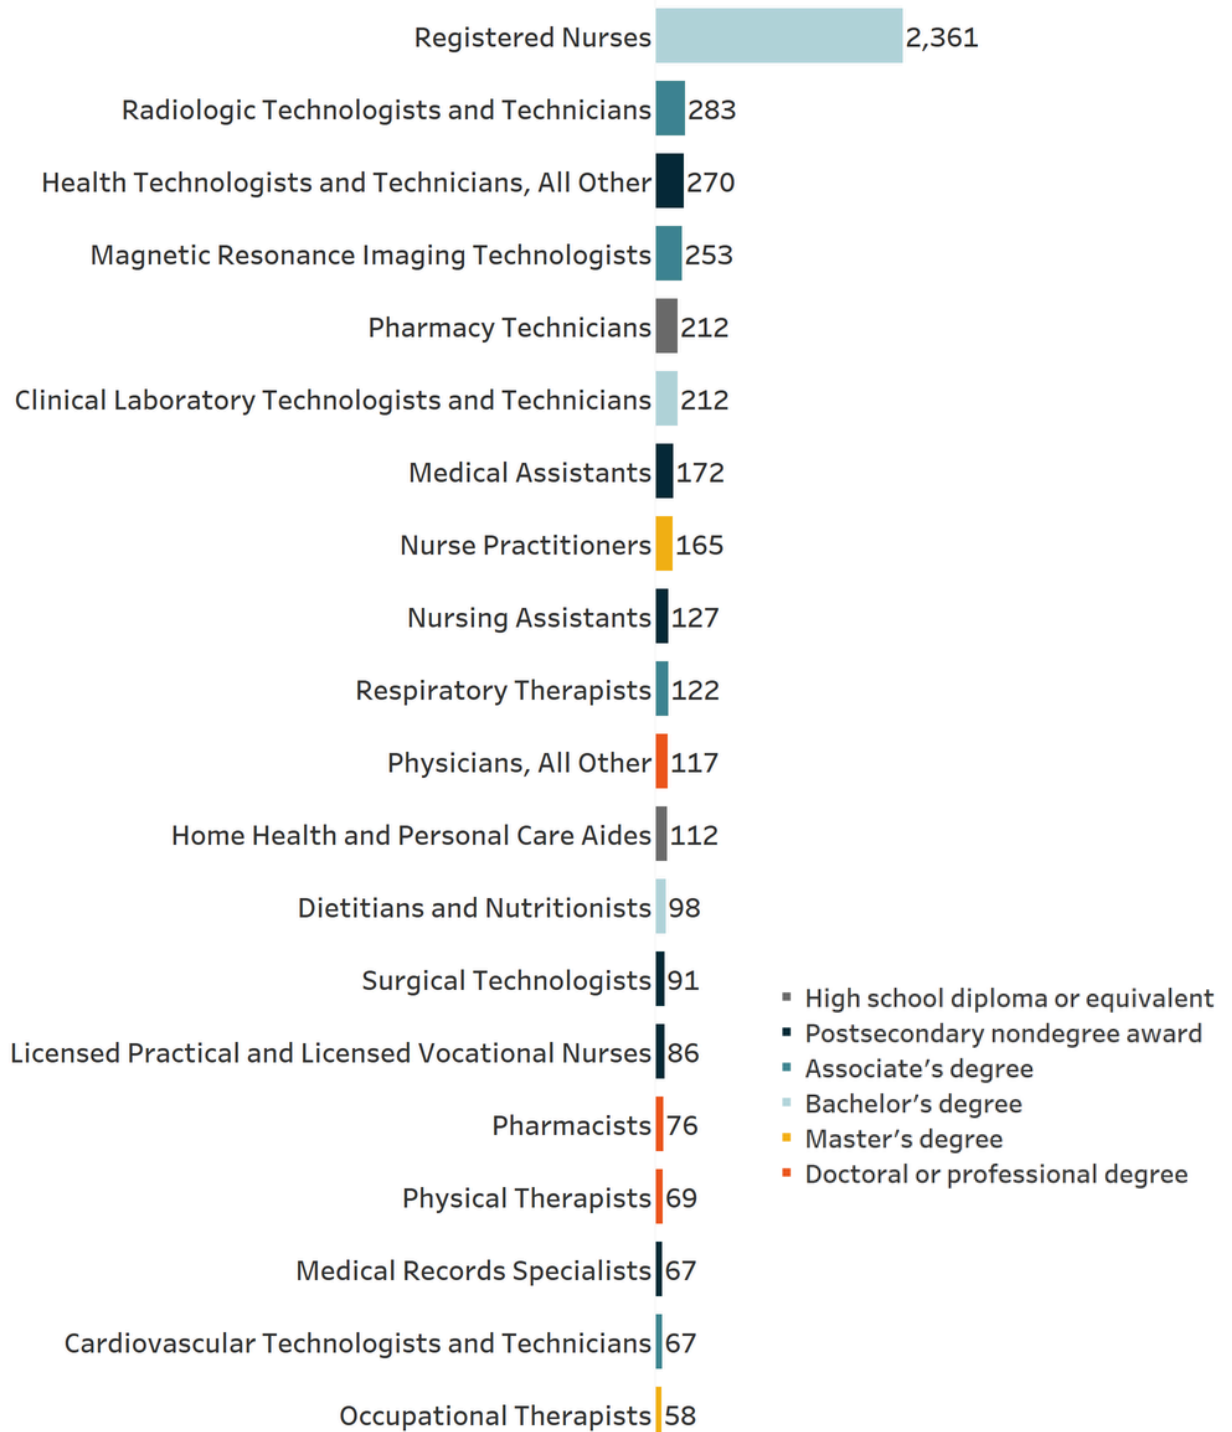 Registered Nurses 2,361
Radiologic Technologists and Technicians 283
Health Technologists and Technicians, All Other 270
Magnetic Resonance Imaging Technologists 253
Pharmacy Technicians 212
Clinical Laboratory Technologists and Technicians 212
Medical Assistants 172
Nurse Practitioners 165
Nursing Assistants 127
Respiratory Therapists 122
Physicians, All Other 117
Home Health and Personal Care Aides 112
Dietitians and Nutritionists 98
Surgical Technologists 91
Licensed Practical and Licensed Vocational Nurses 86
Pharmacists 76
Physical Therapists 69
Medical Records Specialists 67
Cardiovascular Technologists and Technicians 67
Occupational Therapists 58
High school diploma or equivalent
Postsecondary nondegree award
Associate’s degree
Bachelor’s degree
Master’s degree
Doctoral or professional degree